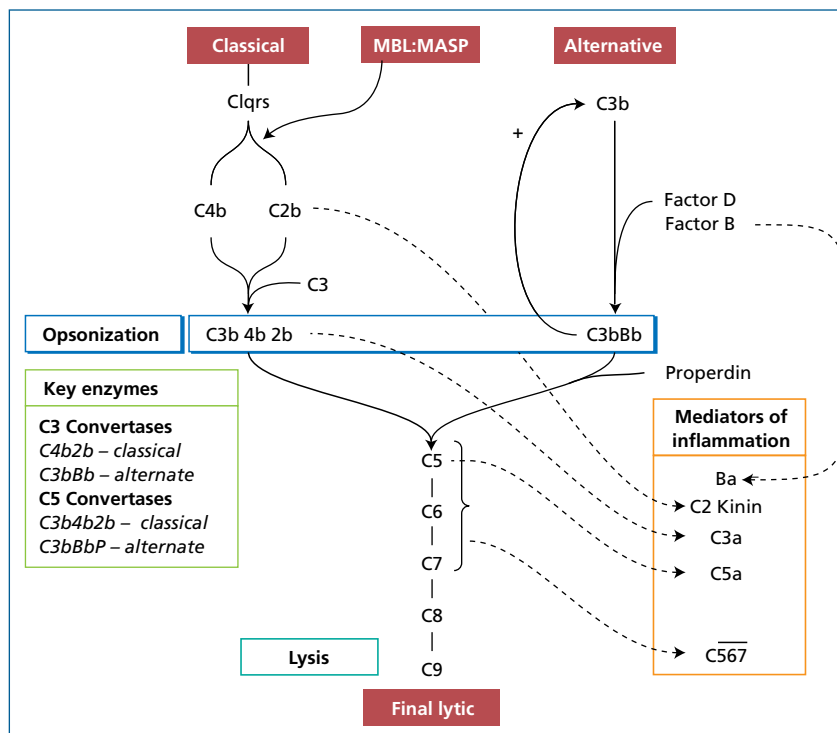 Classical
MBL:MASP
Alternative
Clqrs
C3b
+
C4b
C2b
Factor D
Factor B
C3
Opsonization
C3b 4b 2b
C3bBb
Properdin
Key enzymes
C3 Convertases
C4b2b – classical
C3bBb – alternate
C5 Convertases
C3b4b2b – classical
C3bBbP – alternate
Mediators of
inflammation
Ba
C2 Kinin
C3a
C5a
C567
C5
C6
C7
C8
C9
Lysis
Final lytic